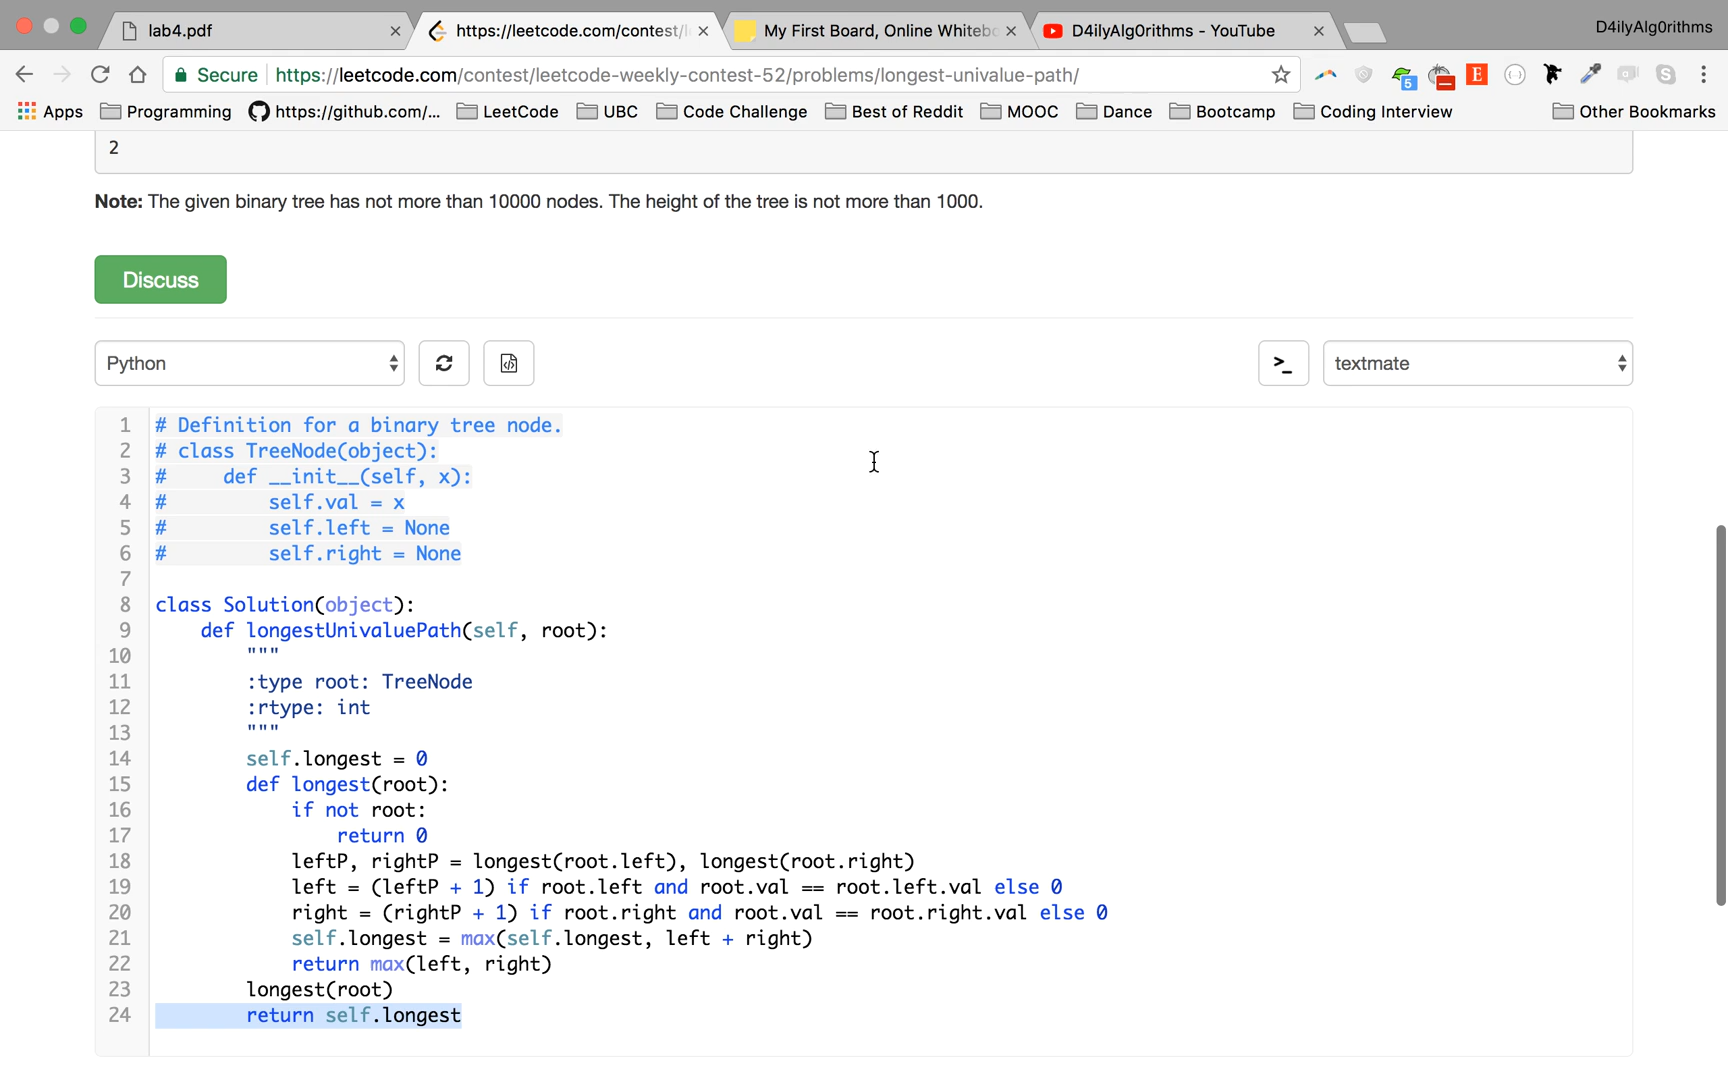 lab4.pdf
https://leetcode.com/contest/l
My First Board, Online Whitebo
D4ilyAlg0rithms - YouTube
D4ilyAlg0rithms
Secure
https://leetcode.com/contest/leetcode-weekly-contest-52/problems/longest-univalue-path/
5
E
Apps Programming https://github.com/... LeetCode UBC Code Challenge Best of Reddit MOOC Dance Bootcamp Coding Interview Other Bookmarks
2
Note: The given binary tree has not more than 10000 nodes. The height of the tree is not more than 1000.
Discuss
Python
>_
textmate
1 # Definition for a binary tree node.
2 # class TreeNode(object):
3 #     def __init__(self, x):
4 #         self.val = x
5 #         self.left = None
6 #         self.right = None
7
8 class Solution(object):
9     def longestUnivaluePath(self, root):
10         """
11         :type root: TreeNode
12         :rtype: int
13         """
14         self.longest = 0
15         def longest(root):
16             if not root:
17                 return 0
18             leftP, rightP = longest(root.left), longest(root.right)
19             left = (leftP + 1) if root.left and root.val == root.left.val else 0
20             right = (rightP + 1) if root.right and root.val == root.right.val else 0
21             self.longest = max(self.longest, left + right)
22             return max(left, right)
23         longest(root)
24         return self.longest